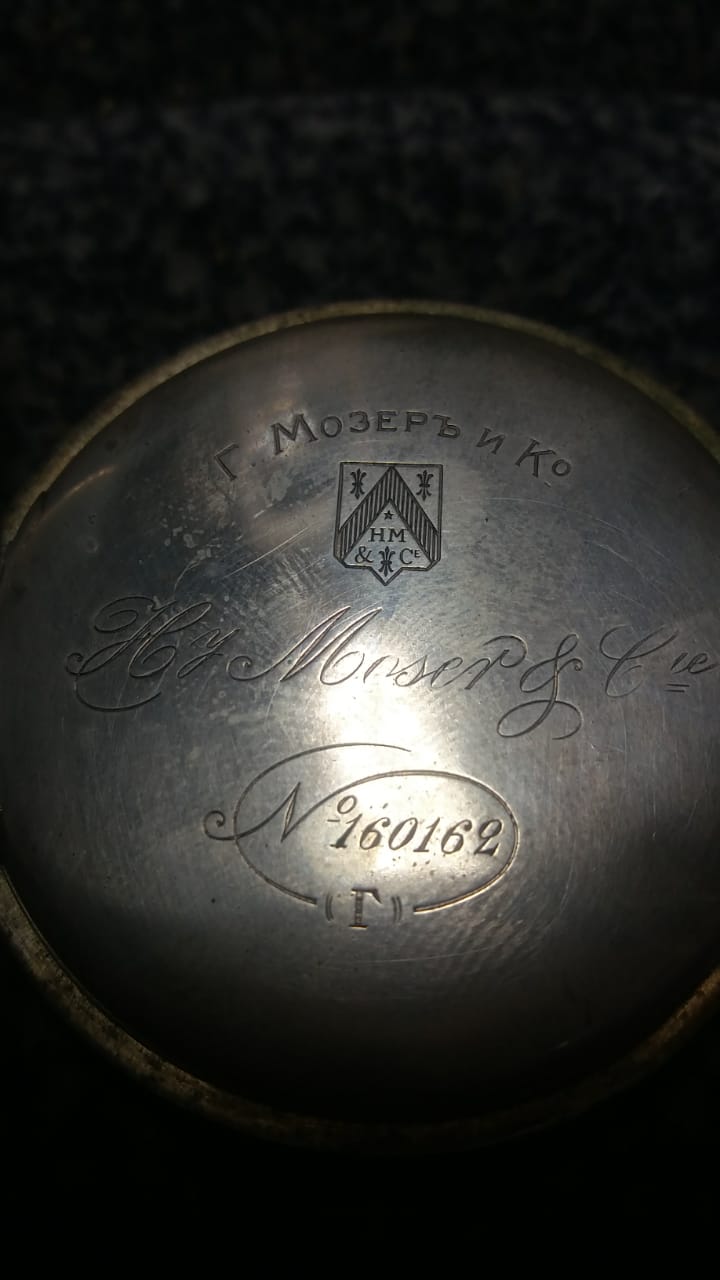 Г МОЗЕРЪ И Ко
HM
& CE
Hy Moser & Cie
No 160162
(Г)